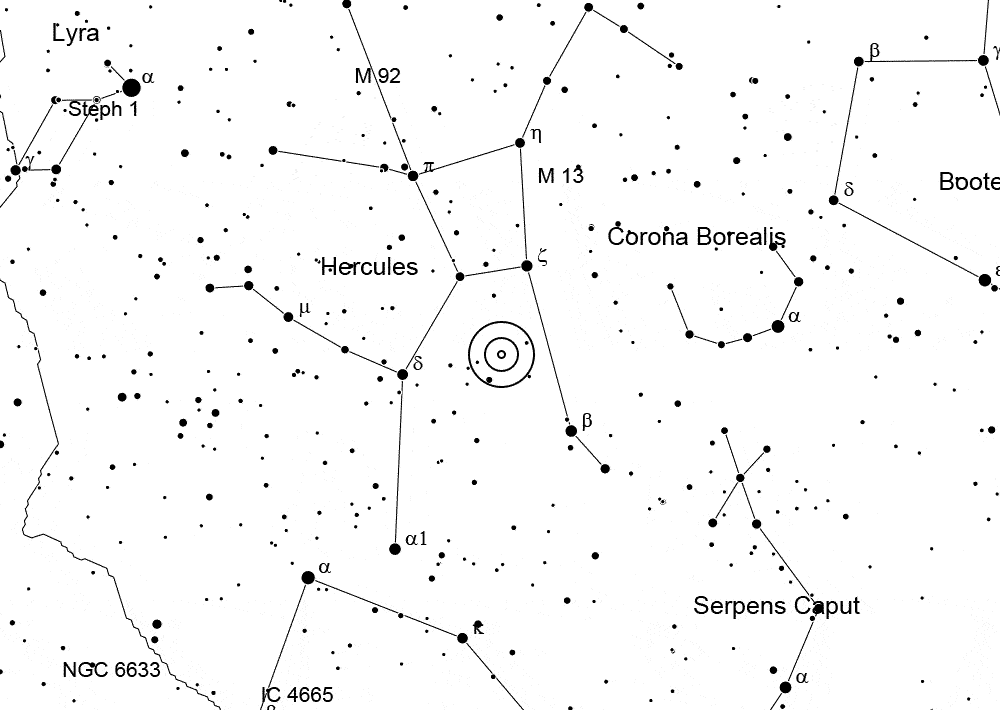 Lyra
α
M 92
β
γ
Steph 1
η
γ
π
M 13
Boote
δ
Corona Borealis
ζ
Hercules
ε
μ
α
δ
β
α1
α
Serpens Caput
κ
NGC 6633
α
IC 4665
β